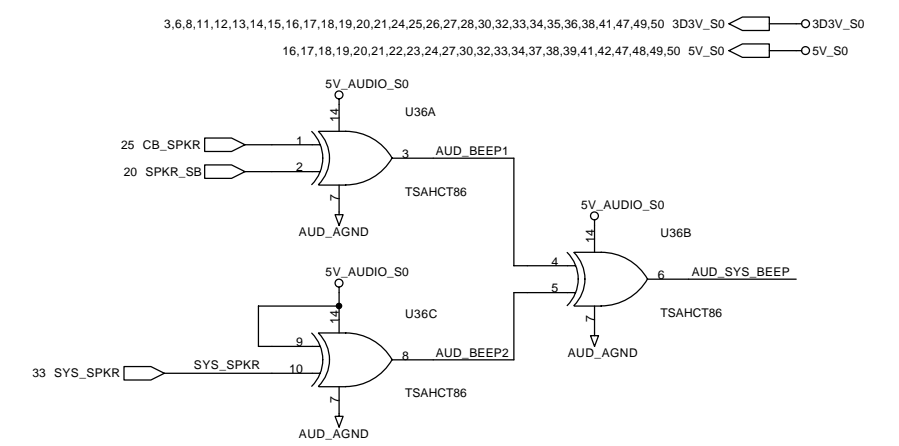 3,6,8,11,12,13,14,15,16,17,18,19,20,21,24,25,26,27,28,30,32,33,34,35,36,38,41,47,49,50 3D3V_S0 3D3V_S0
16,17,18,19,20,21,22,23,24,27,30,32,33,34,37,38,39,41,42,47,48,49,50 5V_S0 5V_S0
5V_AUDIO_S0
14
U36A
25 CB_SPKR 1
20 SPKR_SB 2
3 AUD_BEEP1
7
TSAHCT86
AUD_AGND
5V_AUDIO_S0
14
U36B
4
5
6 AUD_SYS_BEEP
7
TSAHCT86
AUD_AGND
5V_AUDIO_S0
14
U36C
9
33 SYS_SPKR SYS_SPKR 10
8 AUD_BEEP2
7
TSAHCT86
AUD_AGND